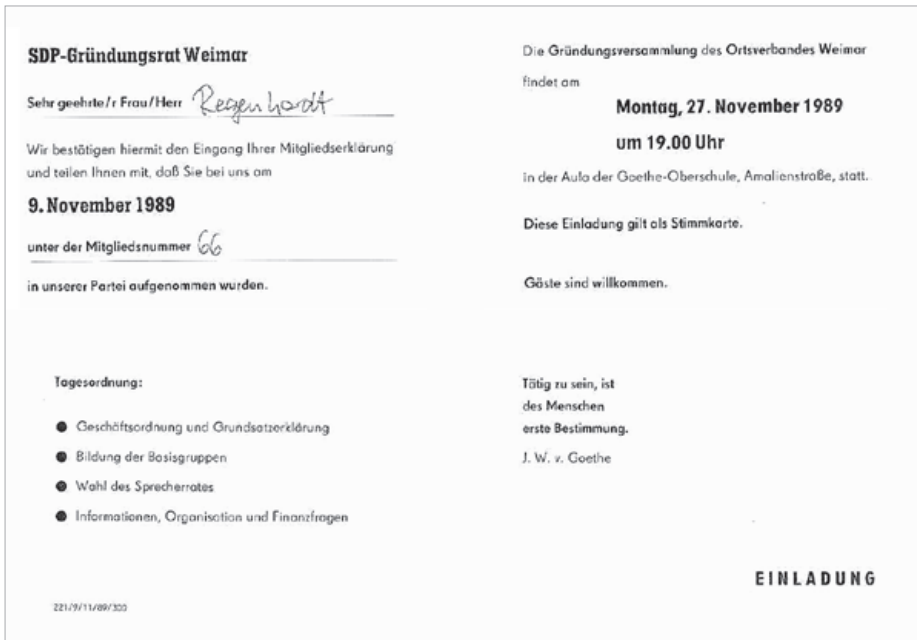 SDP-Gründungsrat Weimar
Sehr geehrte/r Frau/Herr Regenhardt
Wir bestätigen hiermit den Eingang Ihrer Mitgliedserklärung
und teilen Ihnen mit, daß Sie bei uns am
9. November 1989
unter der Mitgliedsnummer 66
in unserer Partei aufgenommen wurden.
Die Gründungsversammlung des Ortsverbandes Weimar
findet am
Montag, 27. November 1989
um 19.00 Uhr
in der Aula der Goethe-Oberschule, Amalienstraße, statt.
Diese Einladung gilt als Stimmkarte.
Gäste sind willkommen.
Tagesordnung:
● Geschäftsordnung und Grundsatzerklärung
● Bildung der Basisgruppen
● Wahl des Sprecherrates
● Informationen, Organisation und Finanzfragen
221/9/11/89/300
Tätig zu sein, ist
des Menschen
erste Bestimmung.
J. W. v. Goethe
EINLADUNG